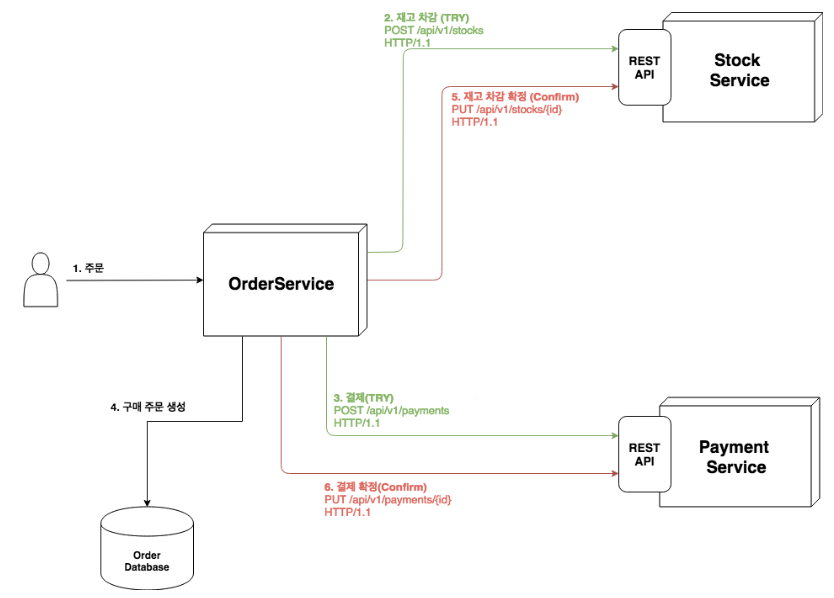 2. 재고 차감 (TRY)
POST /api/v1/stocks
HTTP/1.1
REST
API
Stock
Service
5. 재고 차감 확정 (Confirm)
PUT /api/v1/stocks/{id}
HTTP/1.1
1. 주문
OrderService
4. 구매 주문 생성
3. 결제(TRY)
POST /api/v1/payments
HTTP/1.1
REST
API
Payment
Service
6. 결제 확정(Confirm)
PUT /api/v1/payments/{id}
HTTP/1.1
Order
Database